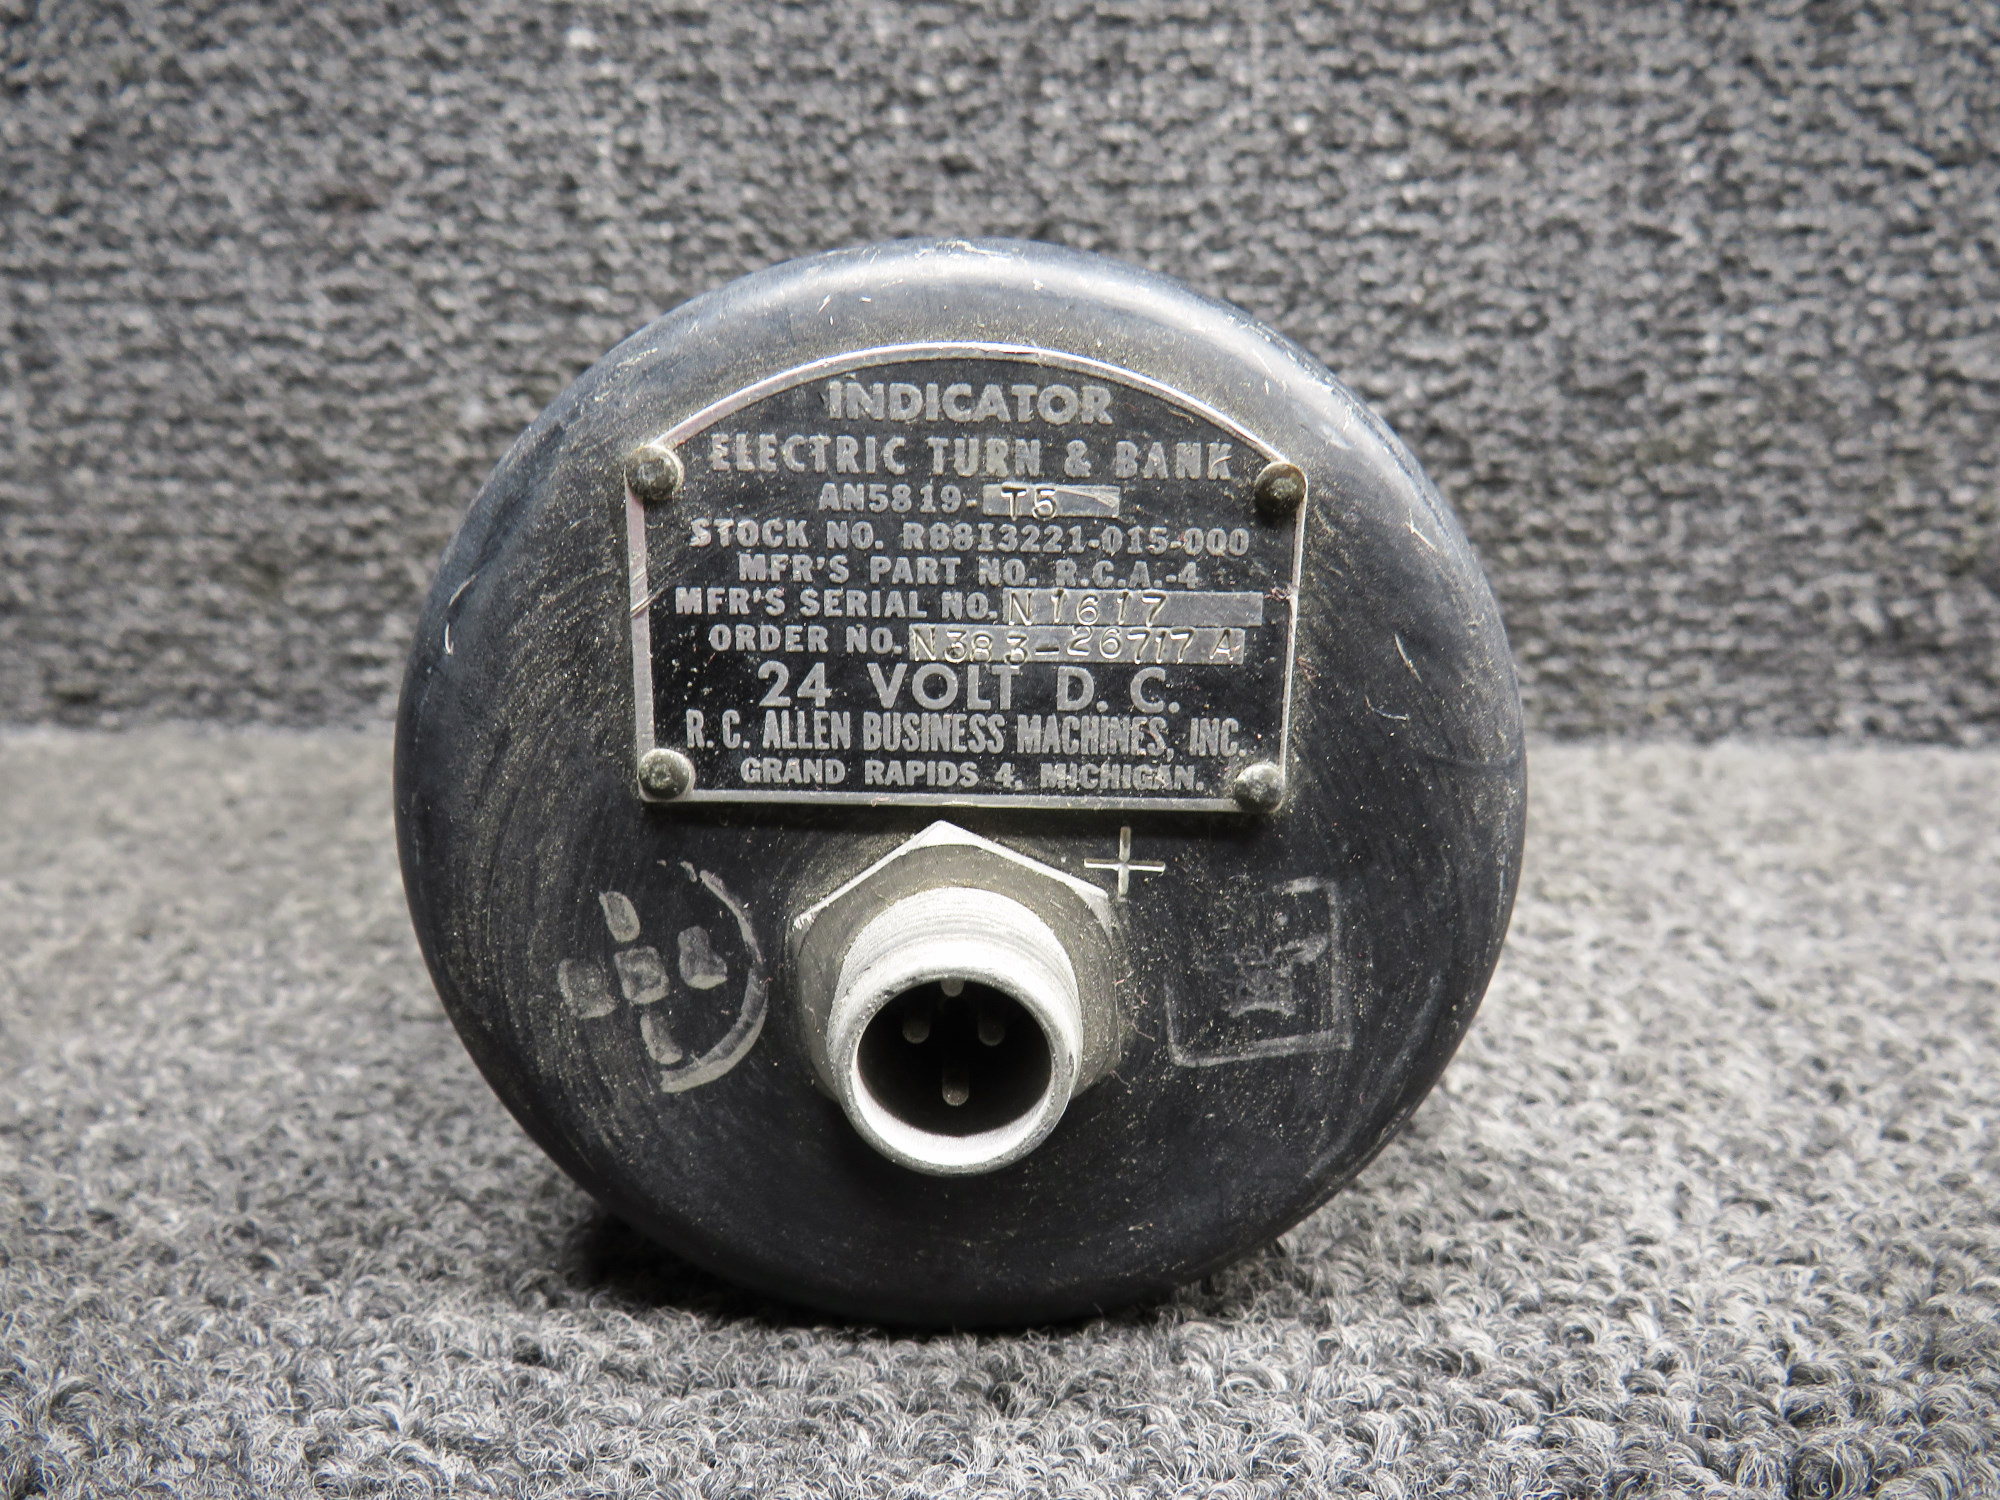 INDICATOR
ELECTRIC TURN & BANK
AN5819-T5
STOCK NO. R88I3221-015-000
MFR'S PART NO. R.C.A.-4
MFR'S SERIAL NO. N1617
ORDER NO. N383-26717A
24 VOLT D.C.
R. C. ALLEN BUSINESS MACHINES, INC.
GRAND RAPIDS 4, MICHIGAN.
+